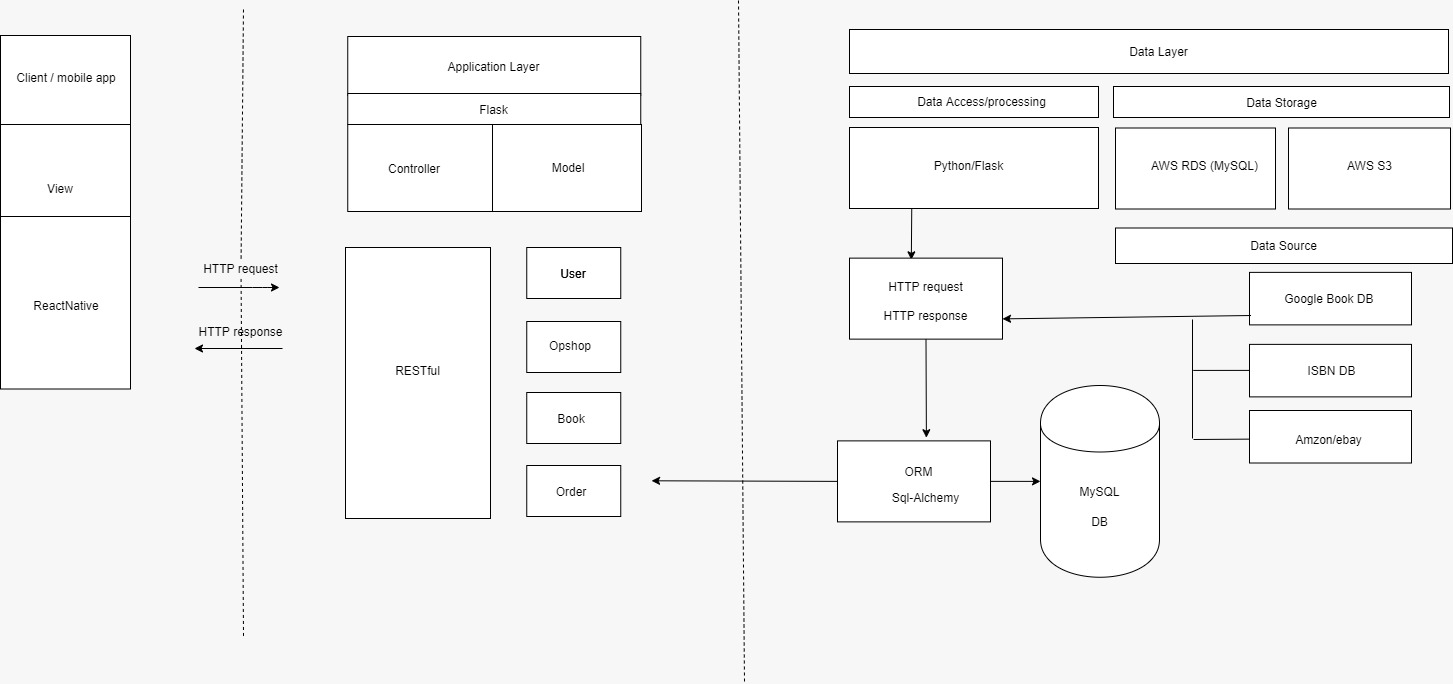 Client / mobile app
View
ReactNative
HTTP request
HTTP response
Application Layer
Flask
Controller
Model
RESTful
User
Opshop
Book
Order
Data Layer
Data Access/processing
Data Storage
Python/Flask
AWS RDS (MySQL)
AWS S3
Data Source
HTTP request
HTTP response
Google Book DB
ISBN DB
Amzon/ebay
ORM
Sql-Alchemy
MySQL
DB